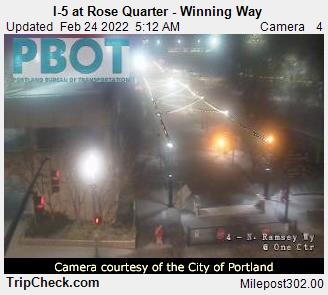 I-5 at Rose Quarter - Winning Way
Updated Feb 24 2022 5:12 AM Camera 4
PBOT
PORTLAND BUREAU OF TRANSPORTATION
4 - N. Ramsey Wy
@ One Ctr
Camera courtesy of the City of Portland
TripCheck.com Milepost302.00